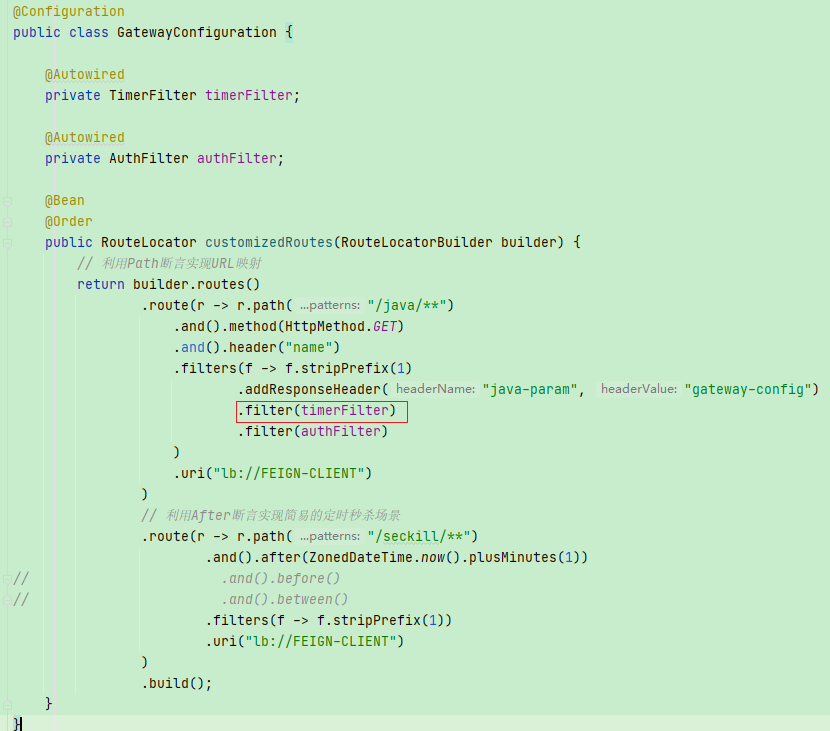 @Configuration
public class GatewayConfiguration {
@Autowired
private TimerFilter timerFilter;
@Autowired
private AuthFilter authFilter;
@Bean
@Order
public RouteLocator customizedRoutes(RouteLocatorBuilder builder) {
// 利用Path断言实现URL映射
return builder.routes()
.route(r -> r.path( ...patterns: "/java/**")
.and().method(HttpMethod.GET)
.and().header("name")
.filters(f -> f.stripPrefix(1)
.addResponseHeader( headerName: "java-param", headerValue: "gateway-config")
.filter(timerFilter)
.filter(authFilter)
)
.uri("lb://FEIGN-CLIENT")
)
// 利用After断言实现简易的定时秒杀场景
.route(r -> r.path( ...patterns: "/seckill/**")
.and().after(ZonedDateTime.now().plusMinutes(1))
// .and().before()
// .and().between()
.filters(f -> f.stripPrefix(1))
.uri("lb://FEIGN-CLIENT")
)
.build();
}
}